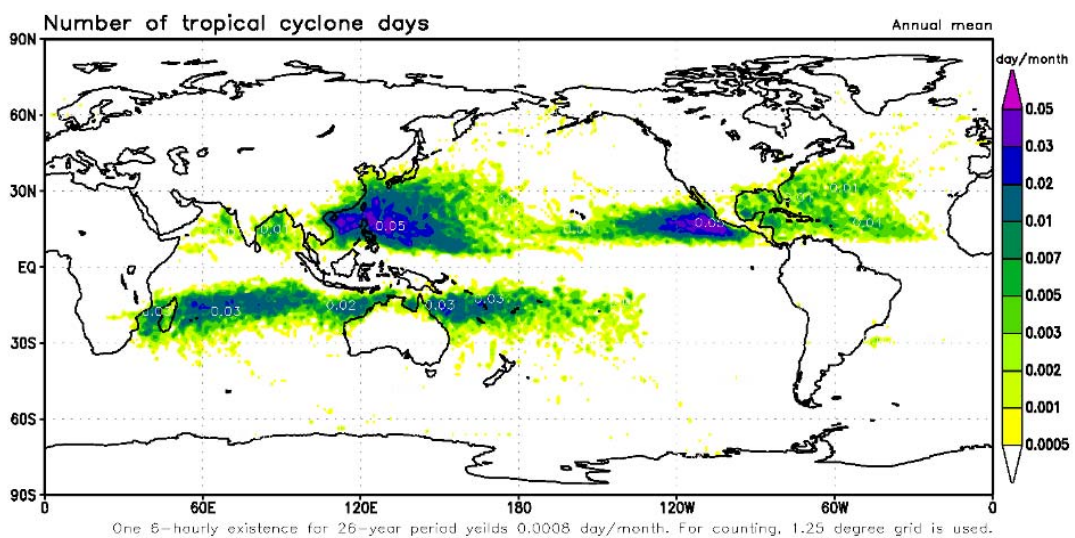 Number of tropical cyclone days
Annual mean
day/month
90N
60N
30N
EQ
30S
60S
90S
0
60E
120E
180
120W
60W
0
0.05
0.03
0.02
0.01
0.007
0.005
0.003
0.002
0.001
0.0005
0.05
0.01
0.03
0.02
0.03
0.03
0.01
0.01
One 6-hourly existence for 26-year period yeilds 0.0008 day/month. For counting, 1.25 degree grid is used.